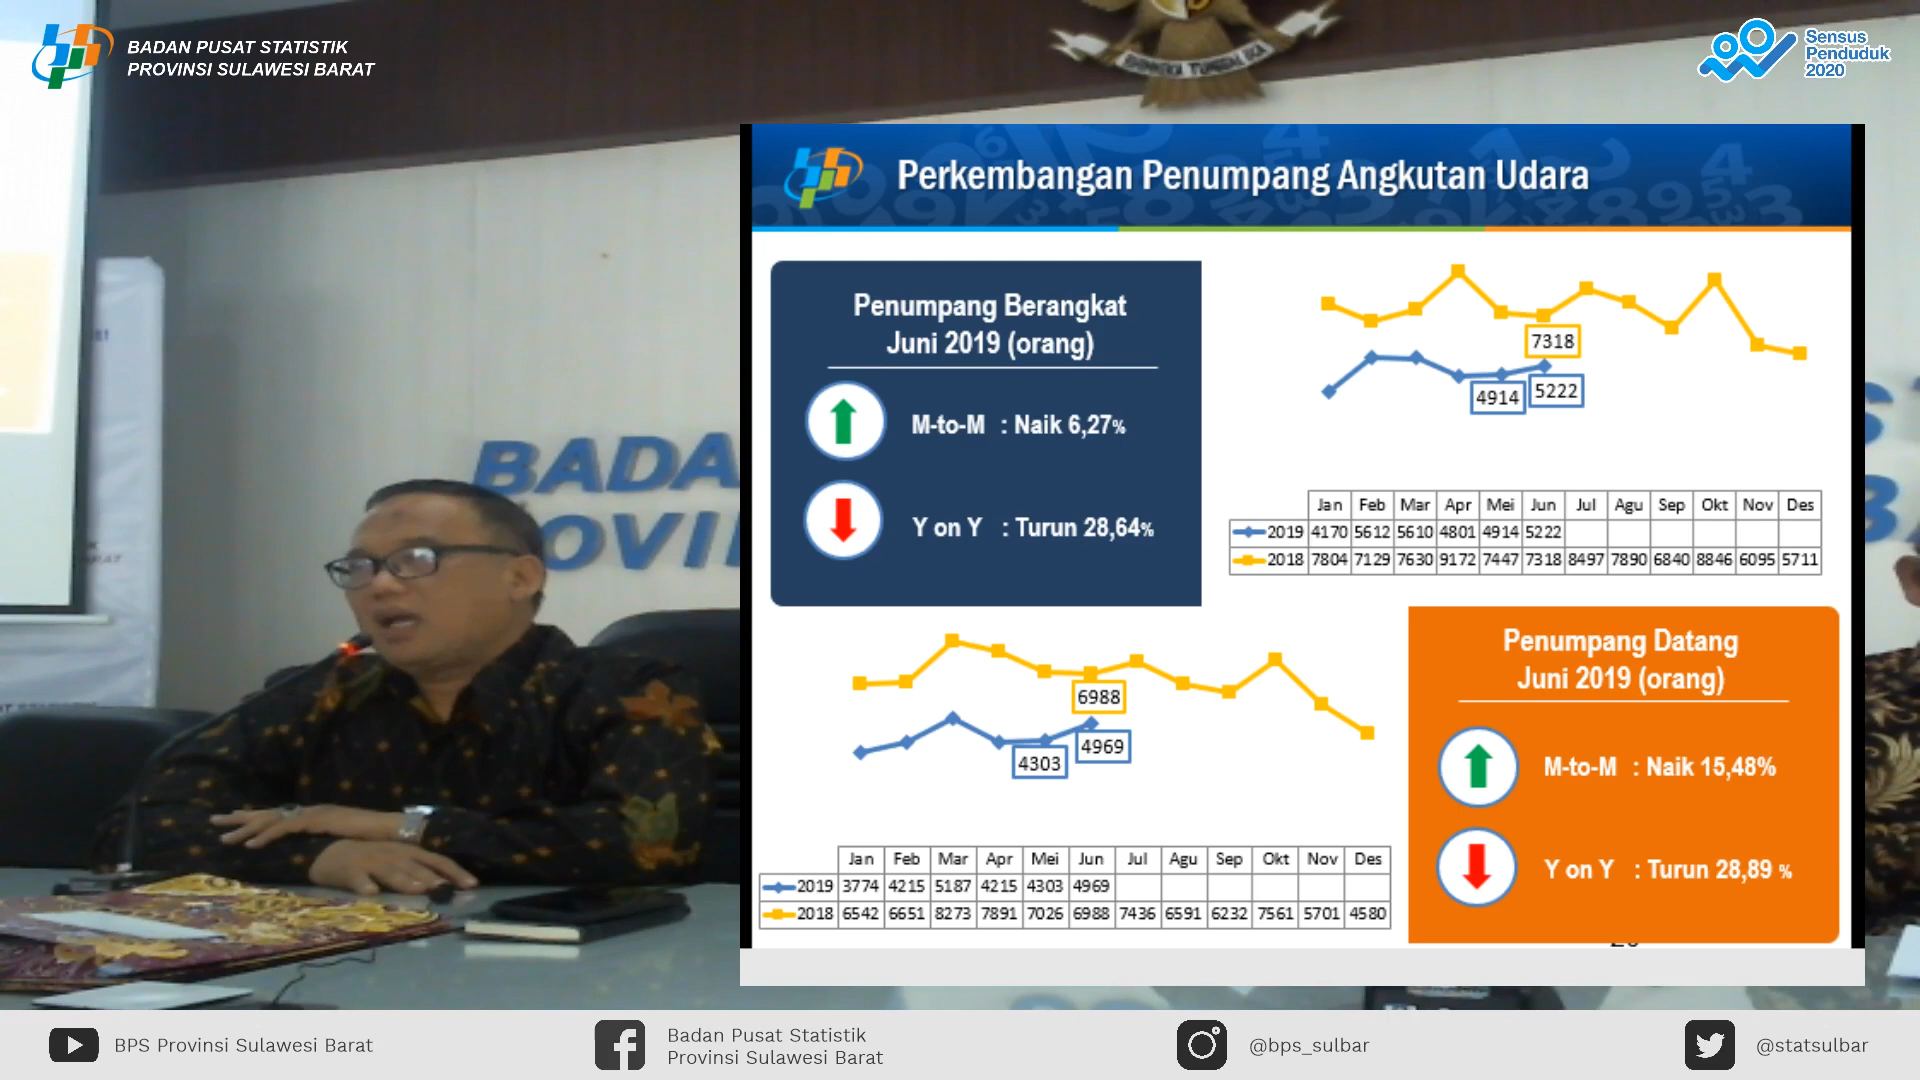 BADAN PUSAT STATISTIK
PROVINSI SULAWESI BARAT
Sensus
Penduduk
2020
BHINNEKA TUNGGAL IKA
BADA
ROVI
Perkembangan Penumpang Angkutan Udara
Penumpang Berangkat
Juni 2019 (orang)
M-to-M : Naik 6,27%
Y on Y : Turun 28,64%
7318
4914
5222
Jan Feb Mar Apr Mei Jun Jul Agu Sep Okt Nov Des
2019 4170 5612 5610 4801 4914 5222
2018 7804 7129 7630 9172 7447 7318 8497 7890 6840 8846 6095 5711
6988
4303
4969
Jan Feb Mar Apr Mei Jun Jul Agu Sep Okt Nov Des
2019 3774 4215 5187 4215 4303 4969
2018 6542 6651 8273 7891 7026 6988 7436 6591 6232 7561 5701 4580
Penumpang Datang
Juni 2019 (orang)
M-to-M : Naik 15,48%
Y on Y : Turun 28,89 %
BPS Provinsi Sulawesi Barat
Badan Pusat Statistik
Provinsi Sulawesi Barat
@bps_sulbar
@statsulbar